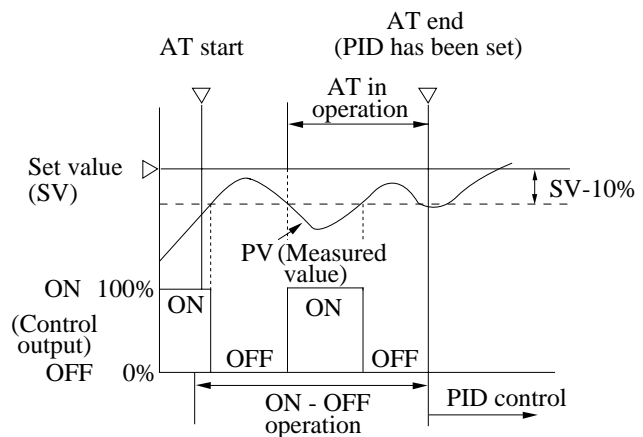 AT end
(PID has been set)
AT start
AT in
operation
Set value
(SV)
SV-10%
PV (Measured
value)
ON 100%
ON
ON
(Control
output)
OFF
OFF
OFF 0%
ON - OFF
operation
PID control